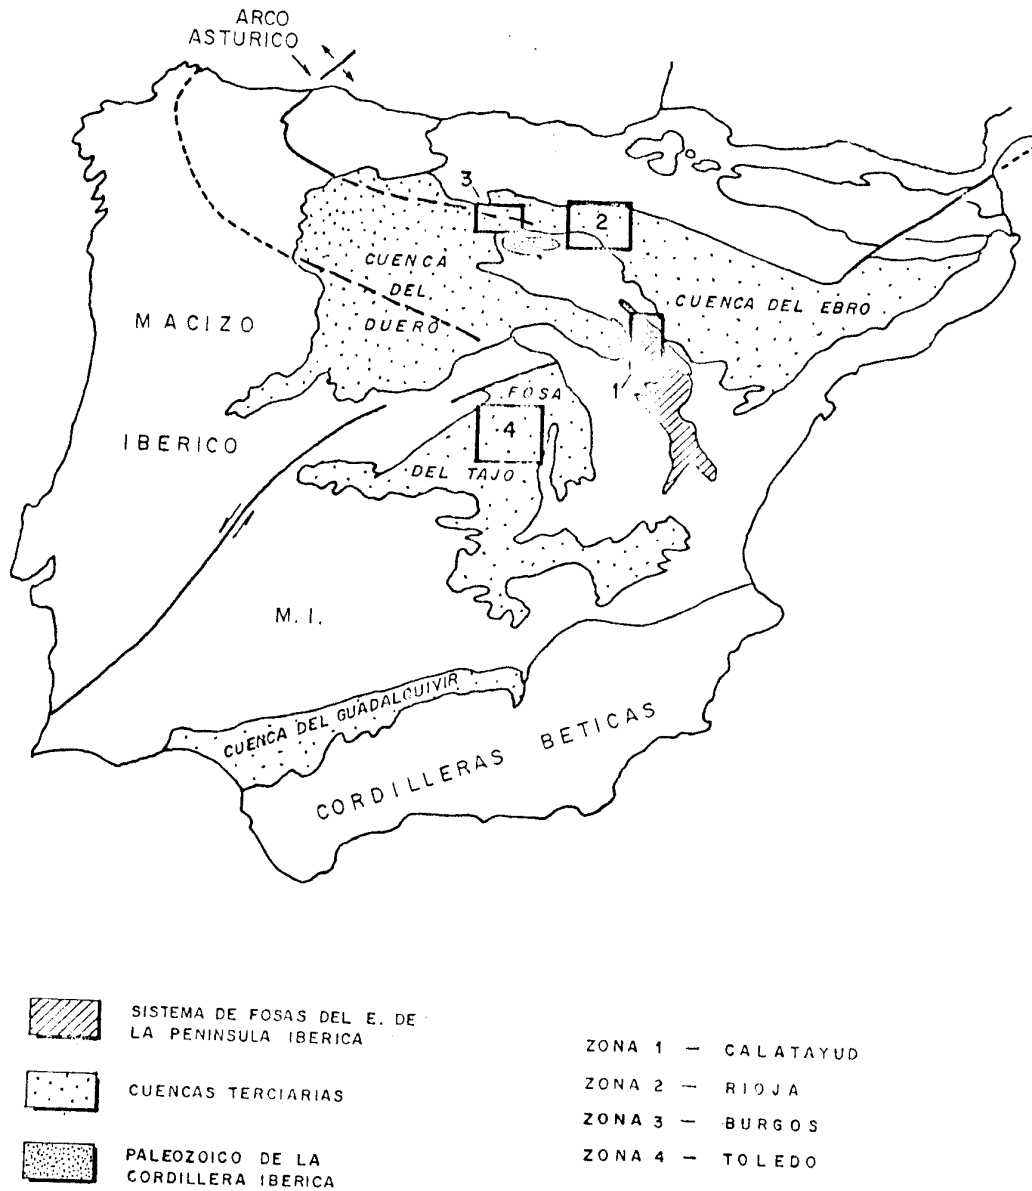 ARCO
ASTURICO
3
2
CUENCA
DEL
DUERO
CUENCA DEL EBRO
MACIZO
1
FOSA
4
IBERICO
DEL TAJO
M.I.
CUENCA DEL GUADALQUIVIR
CORDILLERAS BETICAS
SISTEMA DE FOSAS DEL E. DE
LA PENINSULA IBERICA
CUENCAS TERCIARIAS
PALEOZOICO DE LA
CORDILLERA IBERICA
ZONA 1 — CALATAYUD
ZONA 2 — RIOJA
ZONA 3 — BURGOS
ZONA 4 — TOLEDO